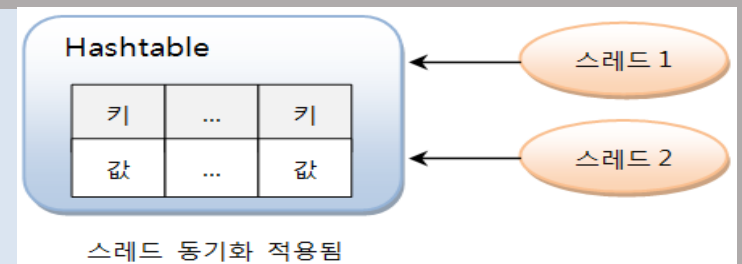 Hashtable
키 ... 키
값 ... 값
스레드 1
스레드 2
스레드 동기화 적용됨